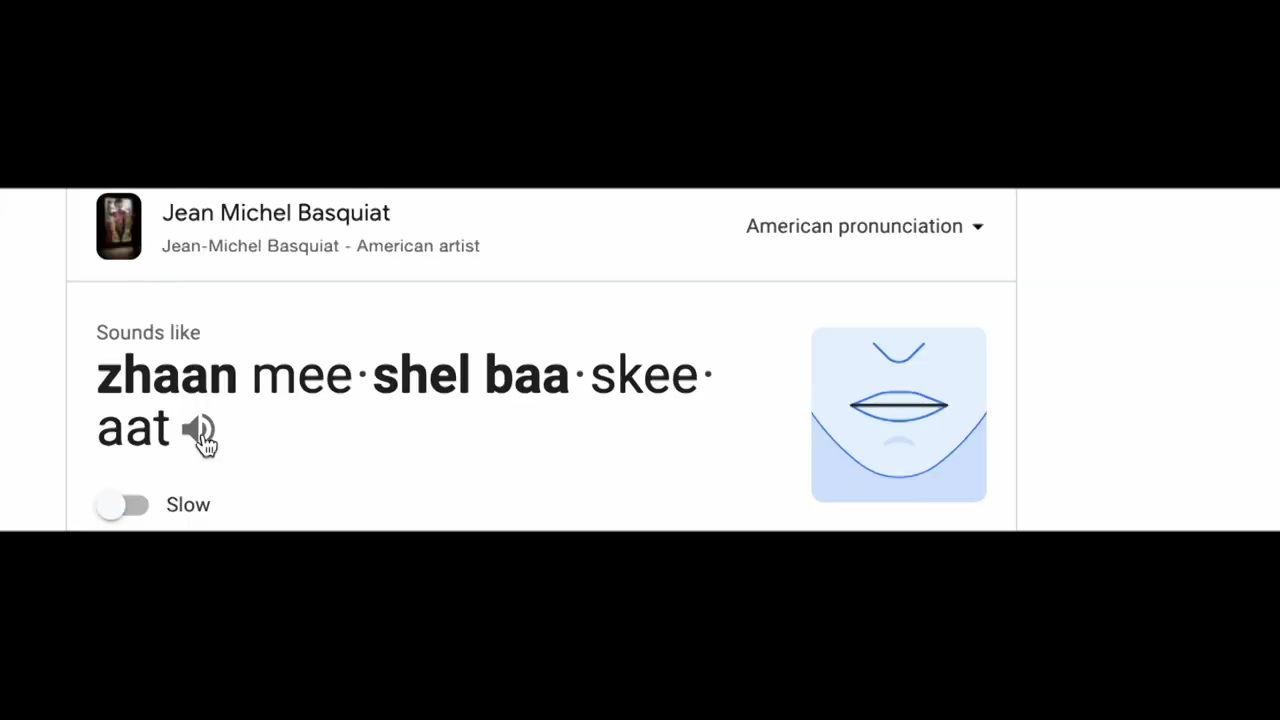 Jean Michel Basquiat
Jean-Michel Basquiat - American artist
American pronunciation
Sounds like
zhaan mee·shel baa·skee·
aat
Slow